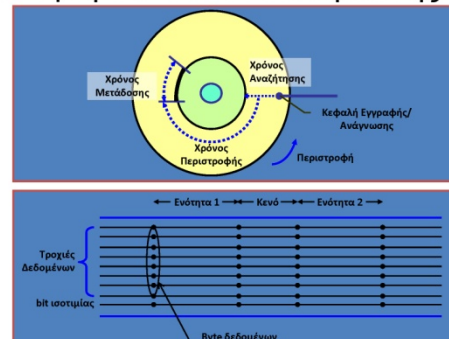 Χρόνος
Μετάδοσης
Χρόνος
Αναζήτησης
Κεφαλή Εγγραφής/
Ανάγνωσης
Χρόνος
Περιστροφής
Περιστροφή
Ενότητα 1
Κενό
Ενότητα 2
Τροχιές
Δεδομένων
bit ισοτιμίας
Byte δεδομένων